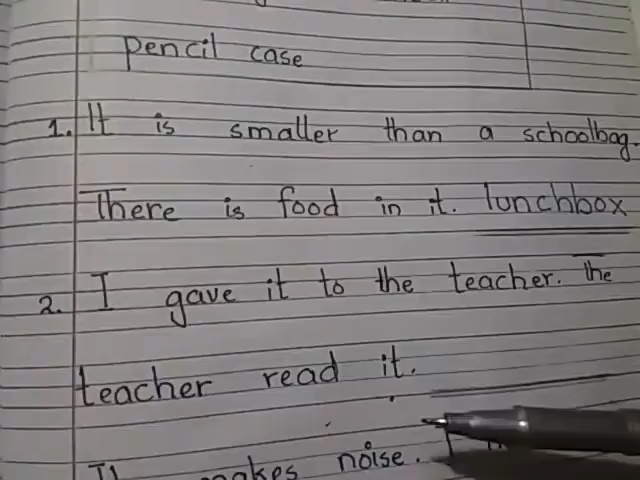 pencil case
1. It is smaller than a schoolbag.
There is food in it. lunchbox
2. I gave it to the teacher. The
teacher read it.
makes noise.